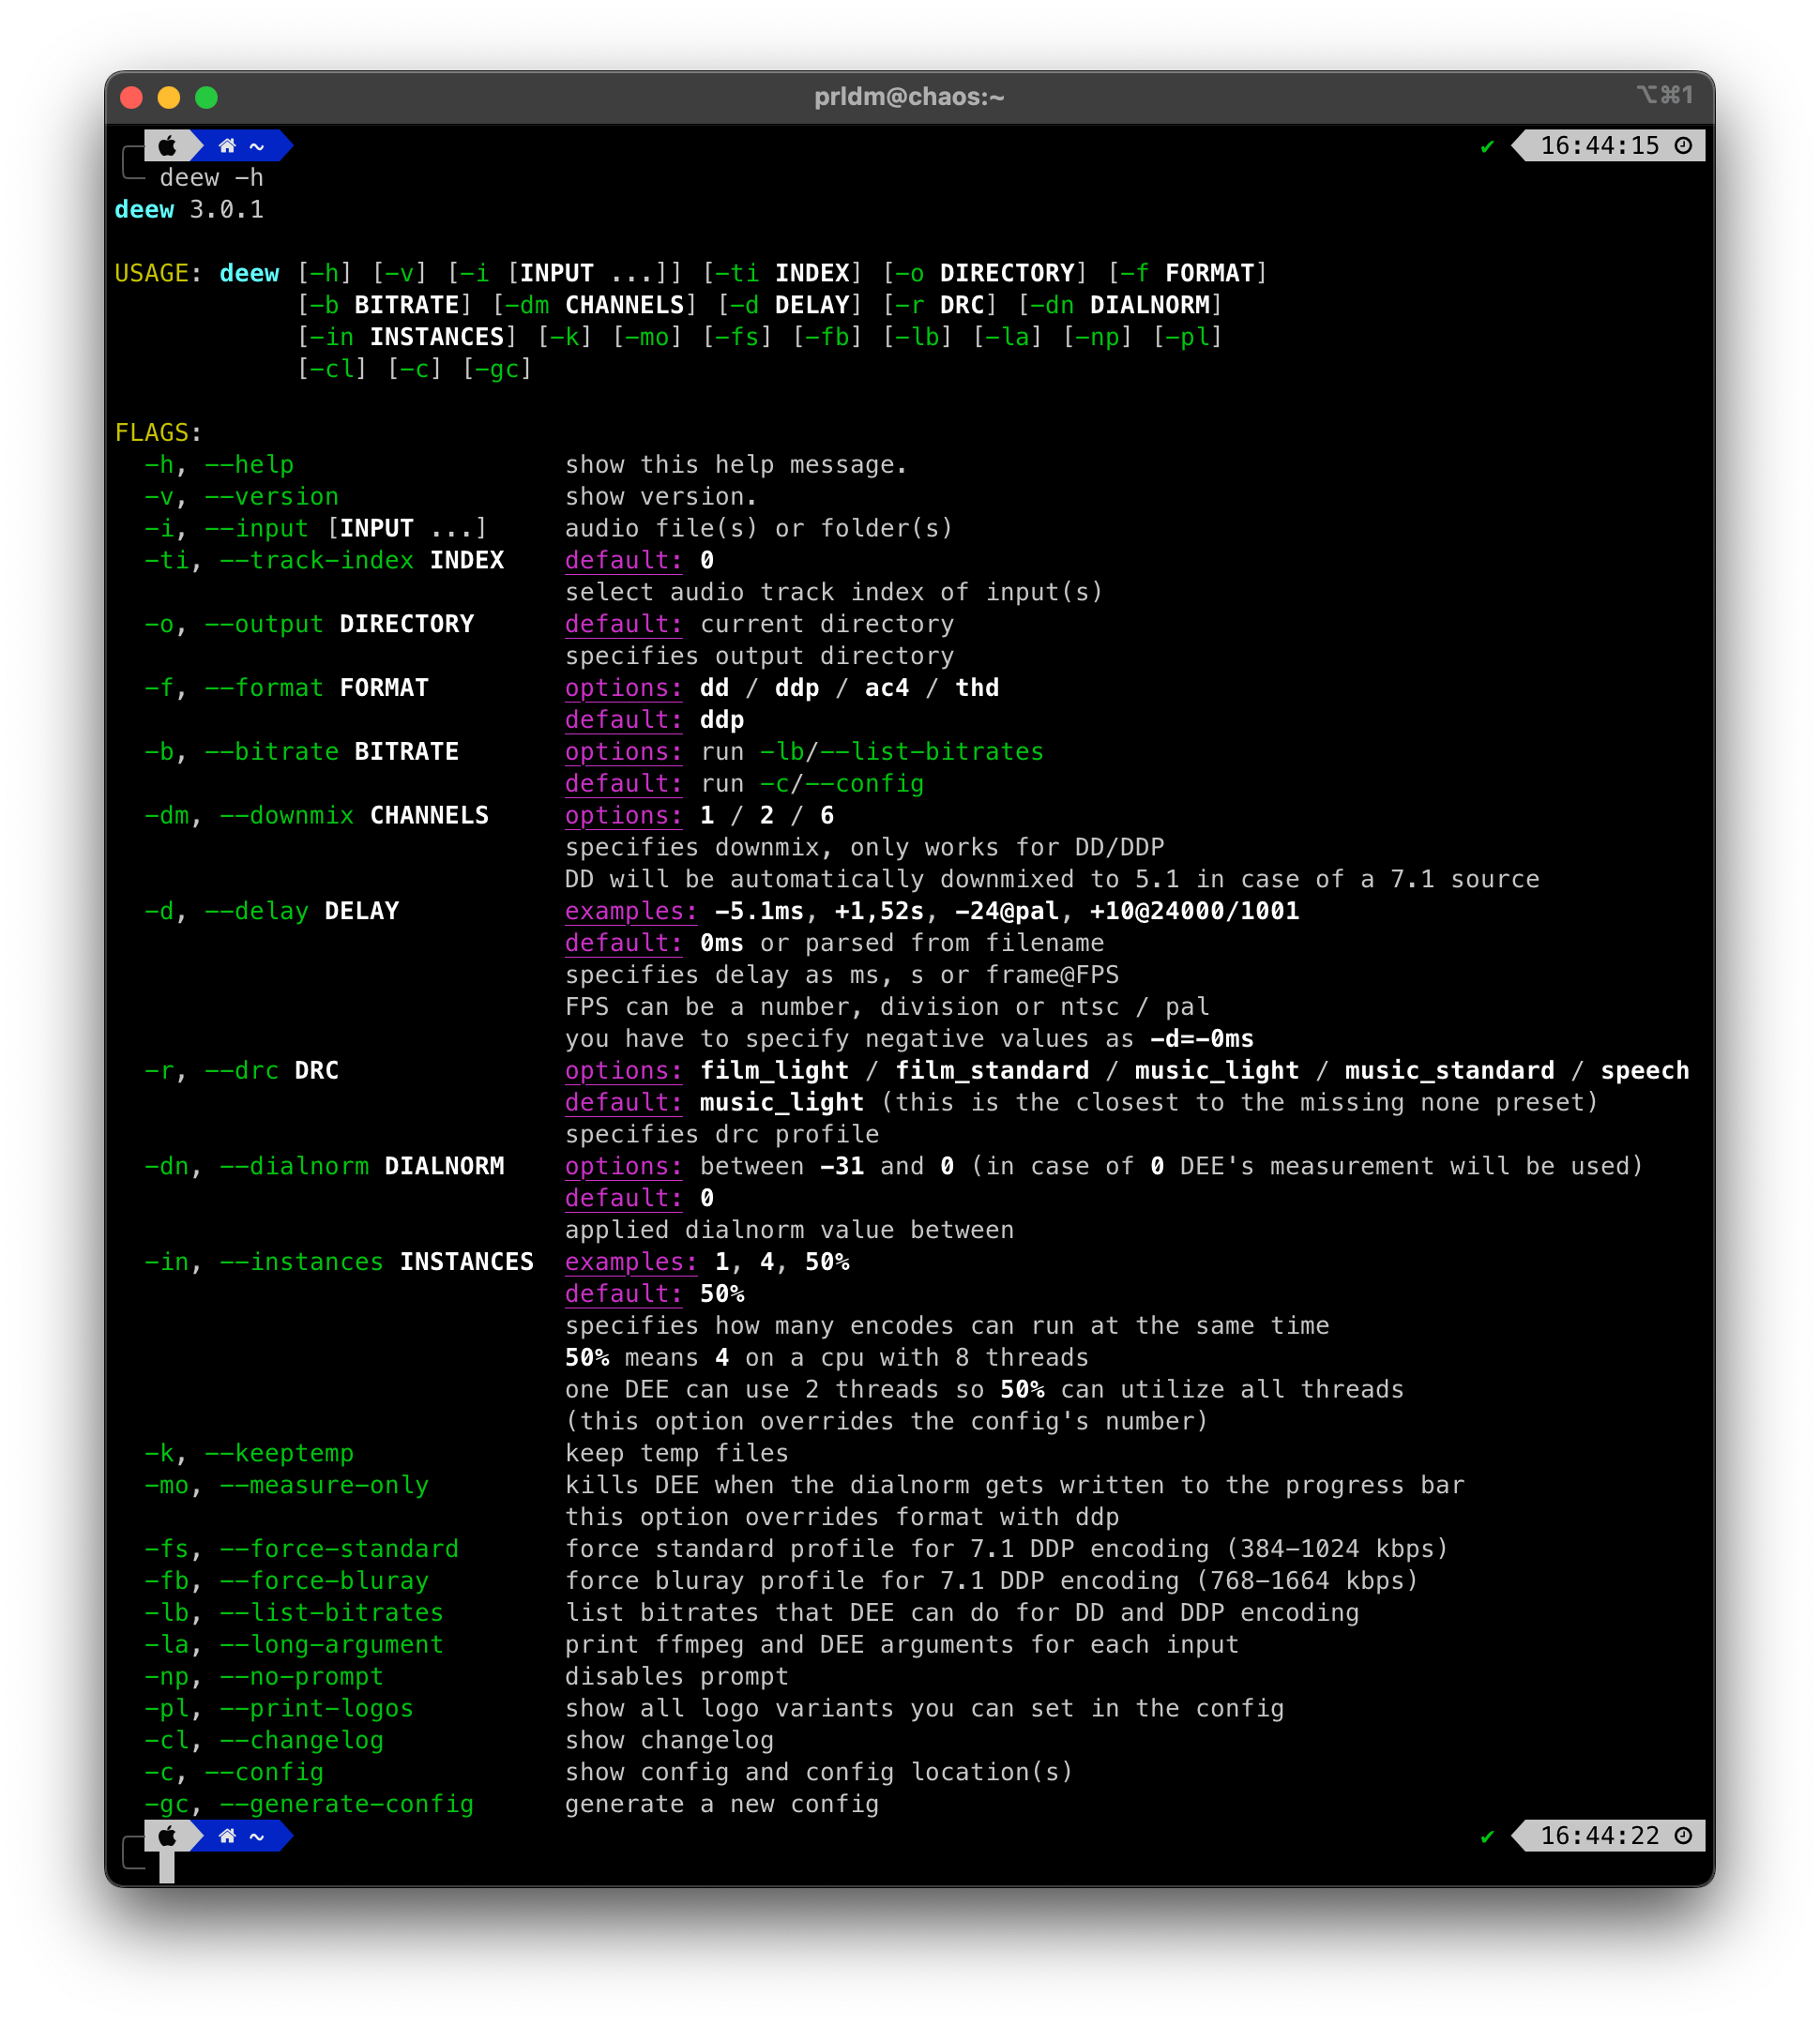 prldm@chaos:~
⌥⌘1
~ ✔ 16:44:15
deew -h
deew 3.0.1
USAGE: deew [-h] [-v] [-i [INPUT ...]] [-ti INDEX] [-o DIRECTORY] [-f FORMAT]
[-b BITRATE] [-dm CHANNELS] [-d DELAY] [-r DRC] [-dn DIALNORM]
[-in INSTANCES] [-k] [-mo] [-fs] [-fb] [-lb] [-la] [-np] [-pl]
[-cl] [-c] [-gc]
FLAGS:
-h, --help show this help message.
-v, --version show version.
-i, --input [INPUT ...] audio file(s) or folder(s)
-ti, --track-index INDEX default: 0
select audio track index of input(s)
-o, --output DIRECTORY default: current directory
specifies output directory
-f, --format FORMAT options: dd / ddp / ac4 / thd
default: ddp
-b, --bitrate BITRATE options: run -lb/--list-bitrates
default: run -c/--config
-dm, --downmix CHANNELS options: 1 / 2 / 6
specifies downmix, only works for DD/DDP
DD will be automatically downmixed to 5.1 in case of a 7.1 source
-d, --delay DELAY examples: -5.1ms, +1,52s, -24@pal, +10@24000/1001
default: 0ms or parsed from filename
specifies delay as ms, s or frame@FPS
FPS can be a number, division or ntsc / pal
you have to specify negative values as -d=-0ms
-r, --drc DRC options: film_light / film_standard / music_light / music_standard / speech
default: music_light (this is the closest to the missing none preset)
specifies drc profile
-dn, --dialnorm DIALNORM options: between -31 and 0 (in case of 0 DEE's measurement will be used)
default: 0
applied dialnorm value between
-in, --instances INSTANCES examples: 1, 4, 50%
default: 50%
specifies how many encodes can run at the same time
50% means 4 on a cpu with 8 threads
one DEE can use 2 threads so 50% can utilize all threads
(this option overrides the config's number)
-k, --keeptemp keep temp files
-mo, --measure-only kills DEE when the dialnorm gets written to the progress bar
this option overrides format with ddp
-fs, --force-standard force standard profile for 7.1 DDP encoding (384-1024 kbps)
-fb, --force-bluray force bluray profile for 7.1 DDP encoding (768-1664 kbps)
-lb, --list-bitrates list bitrates that DEE can do for DD and DDP encoding
-la, --long-argument print ffmpeg and DEE arguments for each input
-np, --no-prompt disables prompt
-pl, --print-logos show all logo variants you can set in the config
-cl, --changelog show changelog
-c, --config show config and config location(s)
-gc, --generate-config generate a new config
~ ✔ 16:44:22